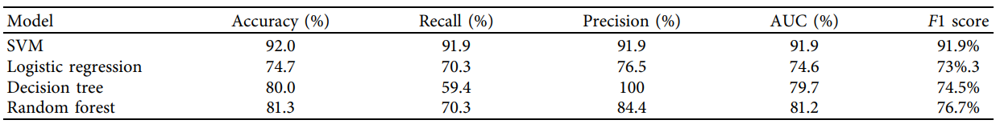 Model Accuracy (%) Recall (%) Precision (%) AUC (%) F1 score
SVM 92.0 91.9 91.9 91.9 91.9%
Logistic regression 74.7 70.3 76.5 74.6 73%.3
Decision tree 80.0 59.4 100 79.7 74.5%
Random forest 81.3 70.3 84.4 81.2 76.7%